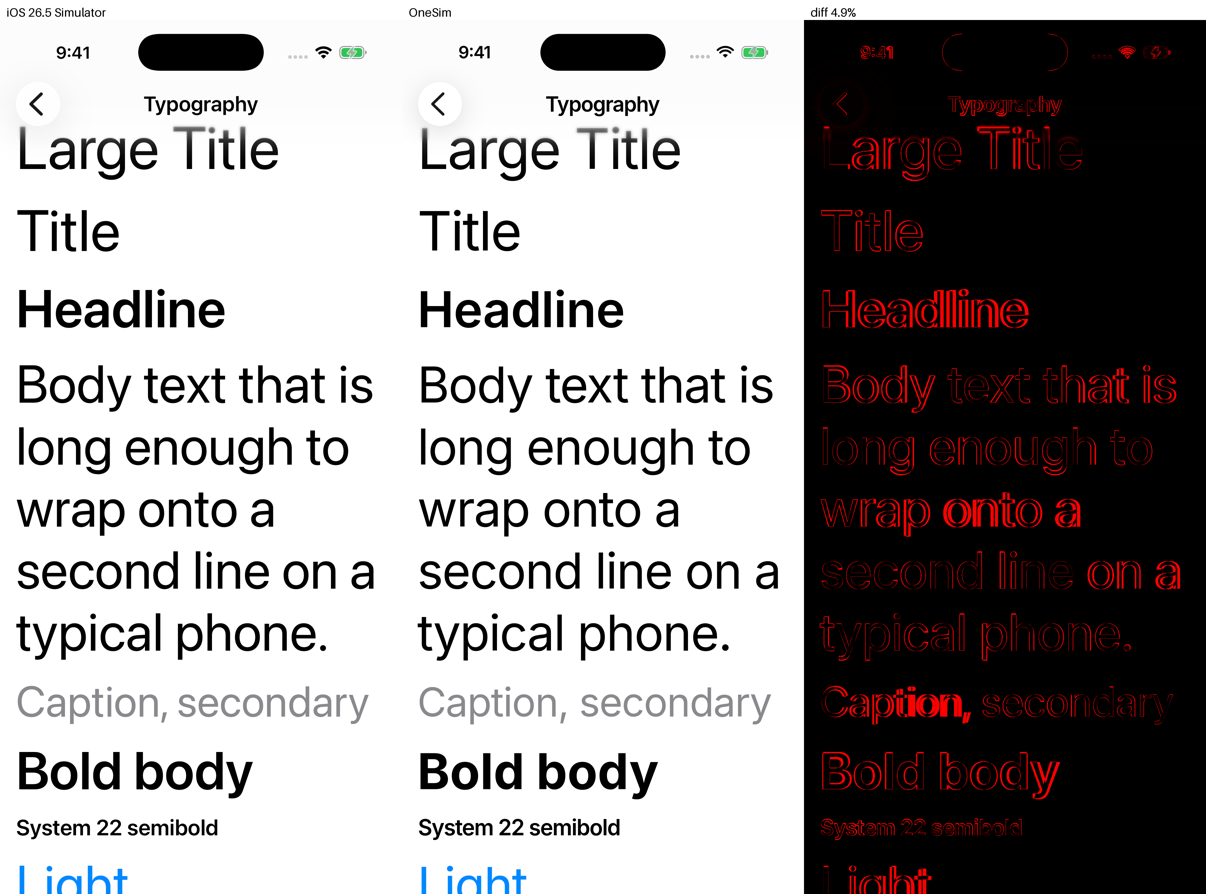 iOS 26.5 Simulator
OneSim
diff 4.9%
9:41
9:41
9:41
Typography
Typography
Typography
Large Title
Large Title
Large Title
Title
Title
Title
Headline
Headline
Headline
Body text that is
long enough to
wrap onto a
second line on a
typical phone.
Body text that is
long enough to
wrap onto a
second line on a
typical phone.
Body text that is
long enough to
wrap onto a
second line on a
typical phone.
Caption, secondary
Caption, secondary
Caption, secondary
Bold body
Bold body
Bold body
System 22 semibold
System 22 semibold
System 22 semibold
Light
Light
Light